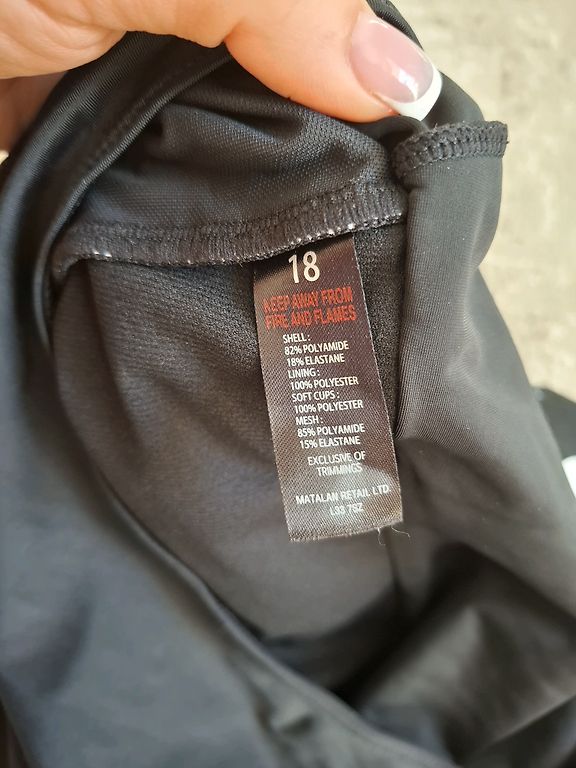 18
KEEP AWAY FROM
FIRE AND FLAMES
SHELL :
82% POLYAMIDE
18% ELASTANE
LINING :
100% POLYESTER
SOFT CUPS :
100% POLYESTER
MESH :
85% POLYAMIDE
15% ELASTANE
EXCLUSIVE OF
TRIMMINGS
MATALAN RETAIL LTD
L33 7SZ